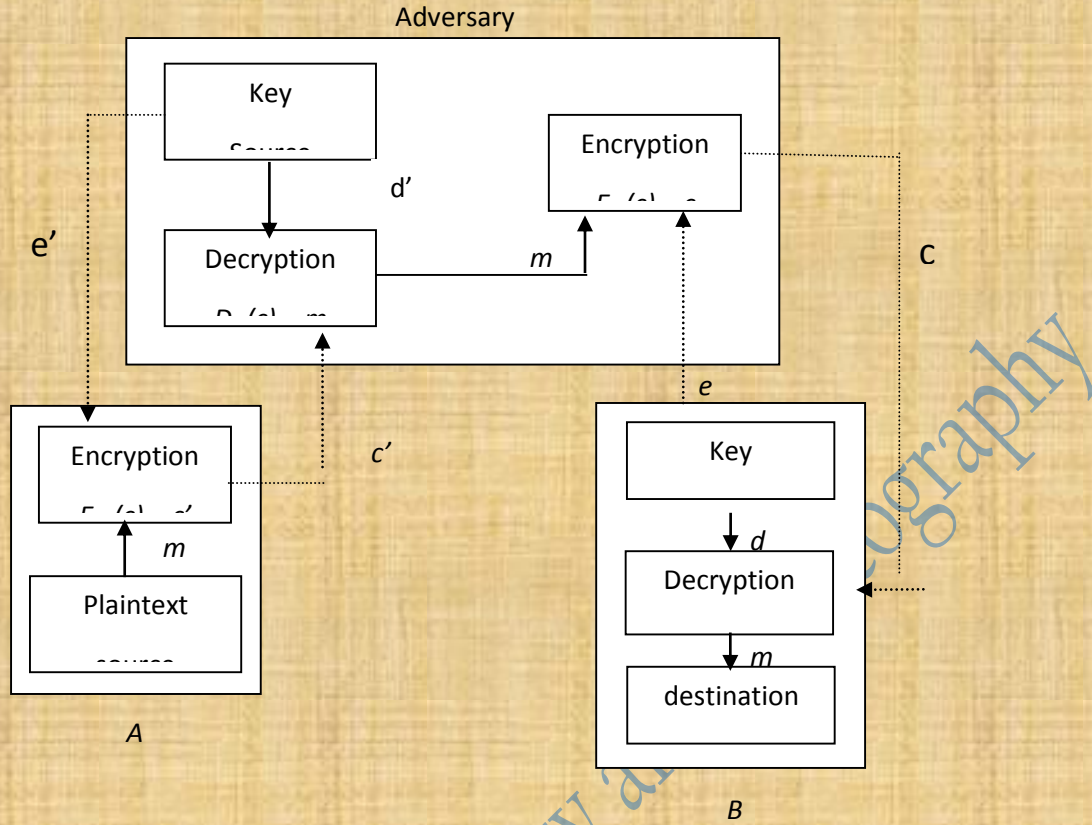 Adversary
Key
Encryption
d’
e’
Decryption
m
C
e
c’
Encryption
m
Plaintext
A
Key
d
Decryption
m
destination
B